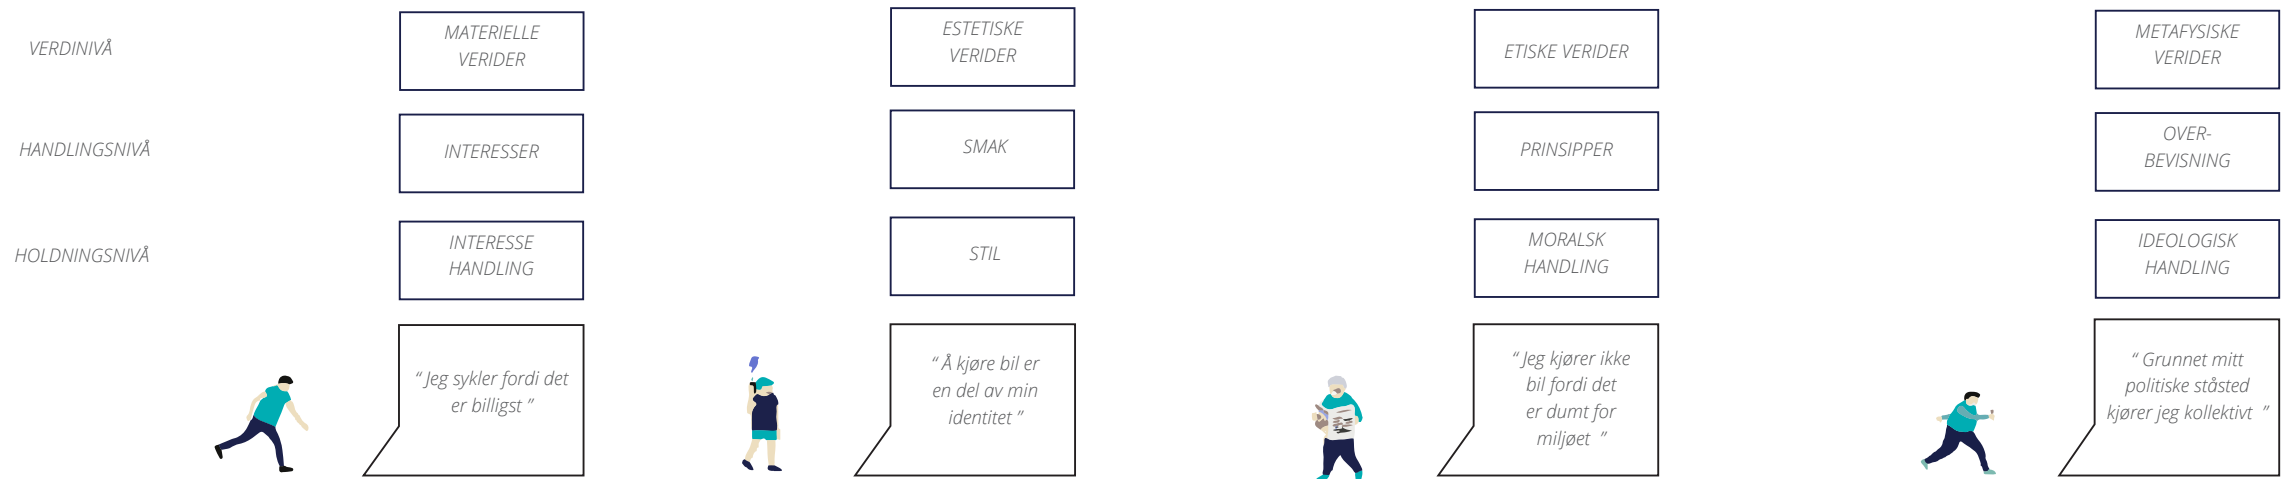 VERDINIVÅ
MATERIELLE
VERIDER
ESTETISKE
VERIDER
ETISKE VERIDER
METAFYSISKE
VERIDER
HANDLINGSNIVÅ
INTERESSER
SMAK
PRINSIPPER
OVER-
BEVISNING
HOLDNINGSNIVÅ
INTERESSE
HANDLING
STIL
MORALSK
HANDLING
IDEOLOGISK
HANDLING
“ Jeg sykler fordi det
er billigst ”
“ Å kjøre bil er
en del av min
identitet ”
“ Jeg kjører ikke
bil fordi det
er dumt for
miljøet ”
“ Grunnet mitt
politiske ståsted
kjører jeg kollektivt ”